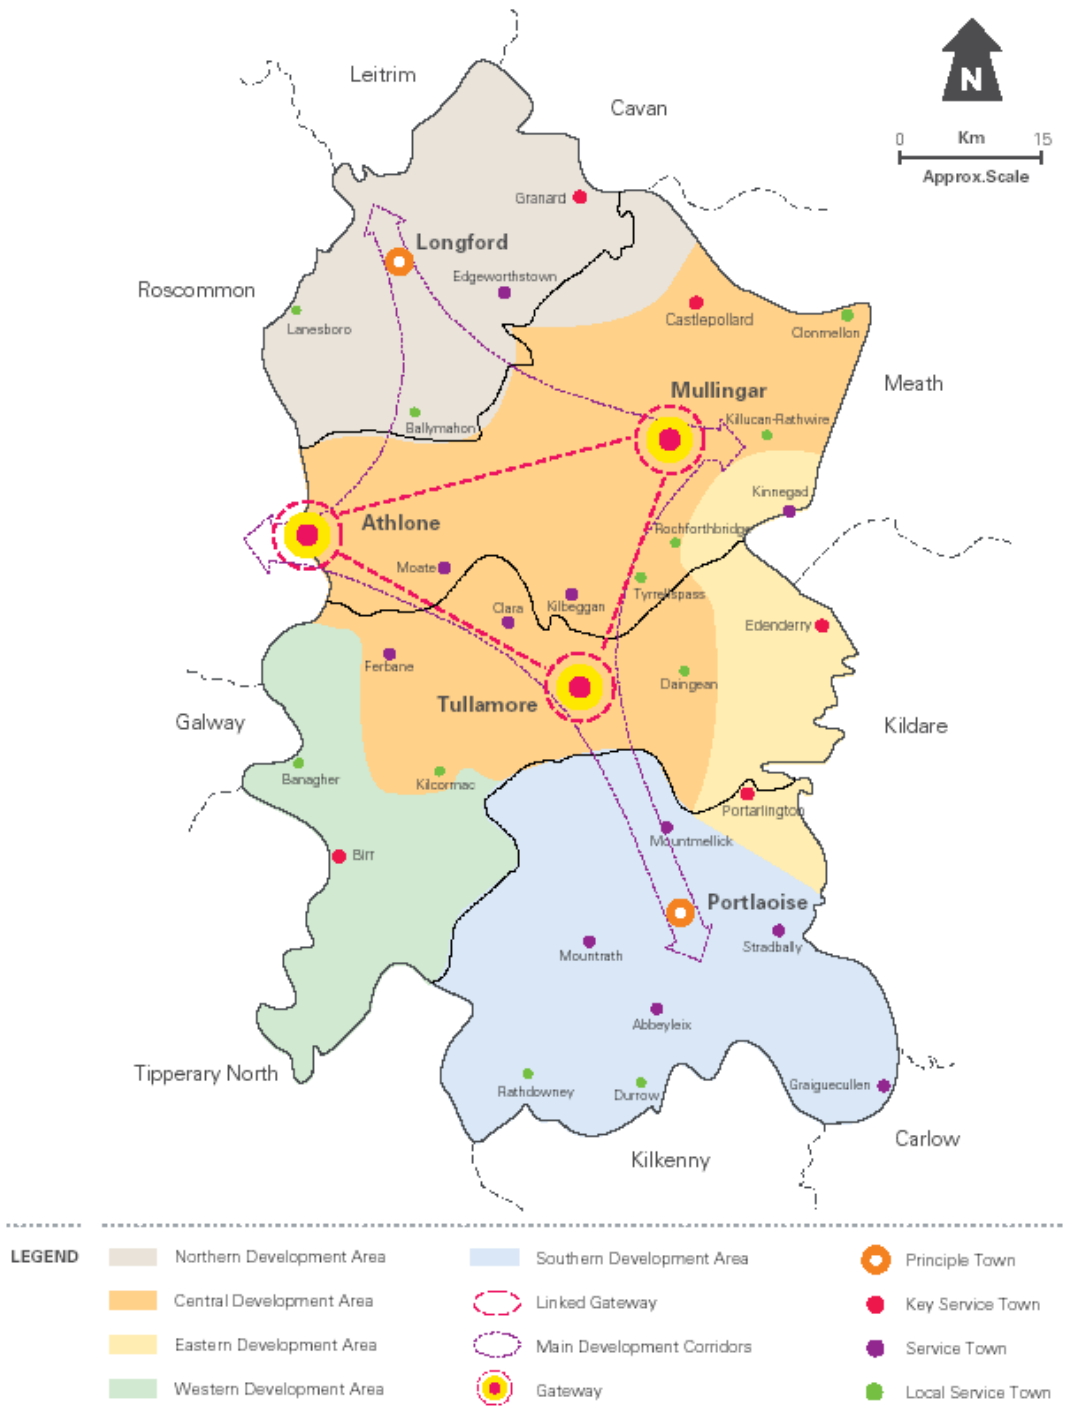 Leitrim
Cavan
N
0 Km 15
Approx.Scale
Granard
Longford
Edgeworthstown
Roscommon
Lanesboro
Castlepollard
Clonmellon
Meath
Mullingar
Ballymahon
Killucan-Rathwire
Kinnegad
Athlone
Rochfortbridge
Moate
Tyrrellspass
Kilbeggan
Clara
Edenderry
Ferbane
Daingean
Tullamore
Galway
Kildare
Banagher
Kilcormac
Portarlington
Mountmellick
Birr
Portlaoise
Stradbally
Mountrath
Abbeyleix
Tipperary North
Rathdowney
Durrow
Graiguecullen
Carlow
Kilkenny
LEGEND
Northern Development Area
Central Development Area
Eastern Development Area
Western Development Area
Southern Development Area
Linked Gateway
Main Development Corridors
Gateway
Principle Town
Key Service Town
Service Town
Local Service Town